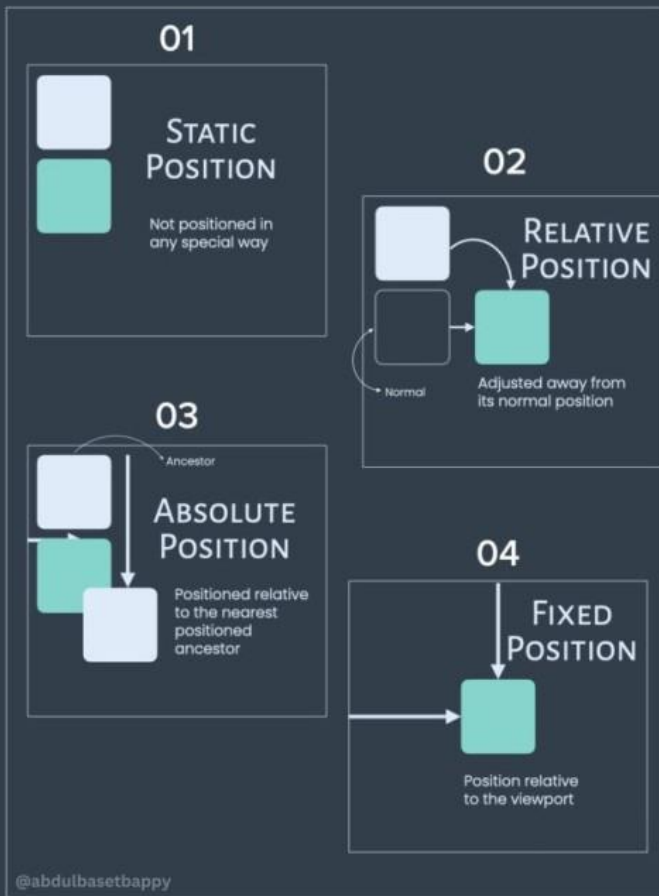 01
STATIC
POSITION
Not positioned in
any special way
02
RELATIVE
POSITION
Normal
Adjusted away from
its normal position
03
Ancestor
ABSOLUTE
POSITION
Positioned relative
to the nearest
positioned
ancestor
04
FIXED
POSITION
Position relative
to the viewport
@abdulbasetbappy